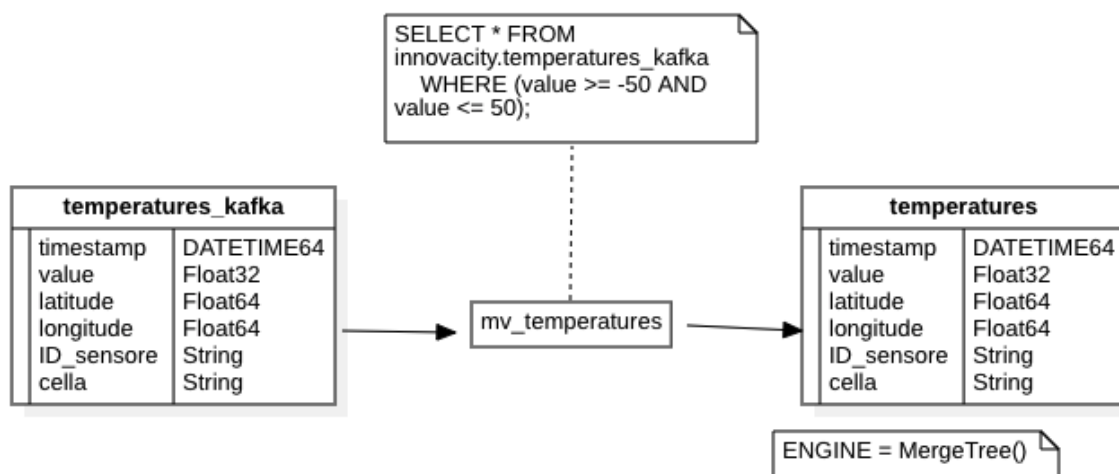 SELECT * FROM
innovacity.temperatures_kafka
WHERE (value >= -50 AND
value <= 50);
temperatures_kafka
timestamp DATETIME64
value Float32
latitude Float64
longitude Float64
ID_sensore String
cella String
mv_temperatures
temperatures
timestamp DATETIME64
value Float32
latitude Float64
longitude Float64
ID_sensore String
cella String
ENGINE = MergeTree()